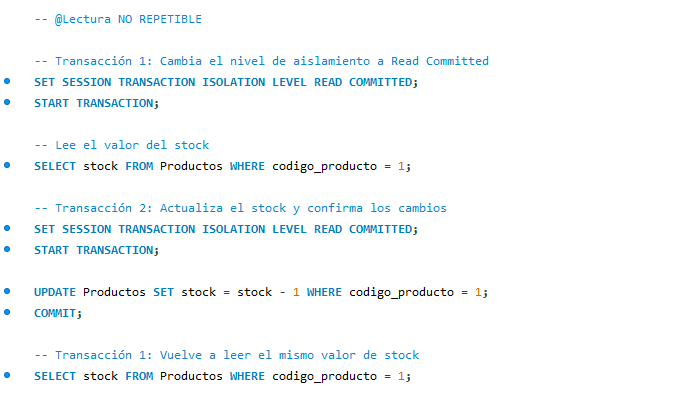 -- @Lectura NO REPETIBLE
-- Transacción 1: Cambia el nivel de aislamiento a Read Committed
SET SESSION TRANSACTION ISOLATION LEVEL READ COMMITTED;
START TRANSACTION;
-- Lee el valor del stock
SELECT stock FROM Productos WHERE codigo_producto = 1;
-- Transacción 2: Actualiza el stock y confirma los cambios
SET SESSION TRANSACTION ISOLATION LEVEL READ COMMITTED;
START TRANSACTION;
UPDATE Productos SET stock = stock - 1 WHERE codigo_producto = 1;
COMMIT;
-- Transacción 1: Vuelve a leer el mismo valor de stock
SELECT stock FROM Productos WHERE codigo_producto = 1;